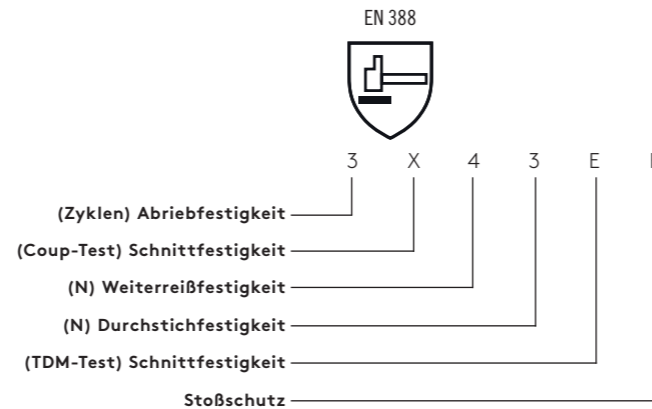 EN 388
3 X 4 3 E
(Zyklen) Abriebfestigkeit
(Coup-Test) Schnittfestigkeit
(N) Weiterreißfestigkeit
(N) Durchstichfestigkeit
(TDM-Test) Schnittfestigkeit
Stoßschutz